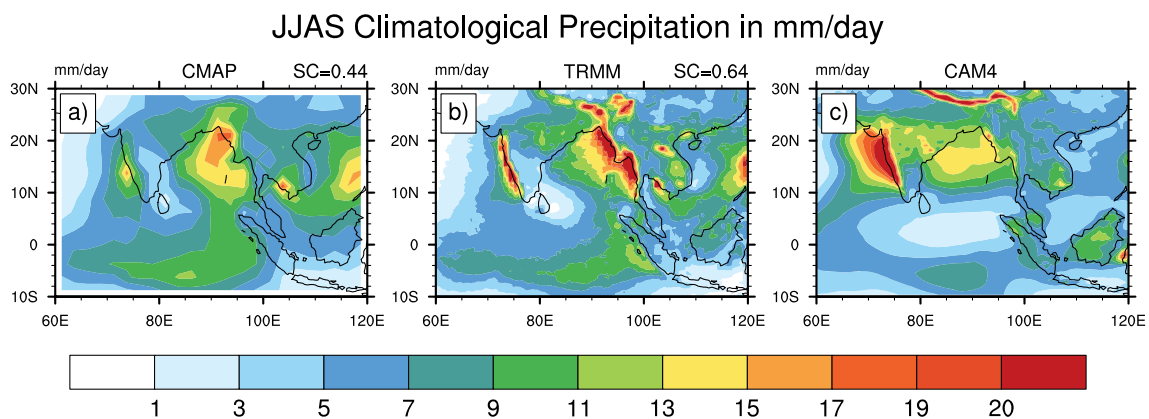 JJAS Climatological Precipitation in mm/day
mm/day CMAP SC=0.44
mm/day TRMM SC=0.64
mm/day CAM4
a)
b)
c)
30N
20N
10N
0
10S
60E 80E 100E 120E
30N
20N
10N
0
10S
60E 80E 100E 120E
30N
20N
10N
0
10S
60E 80E 100E 120E
1 3 5 7 9 11 13 15 17 19 20